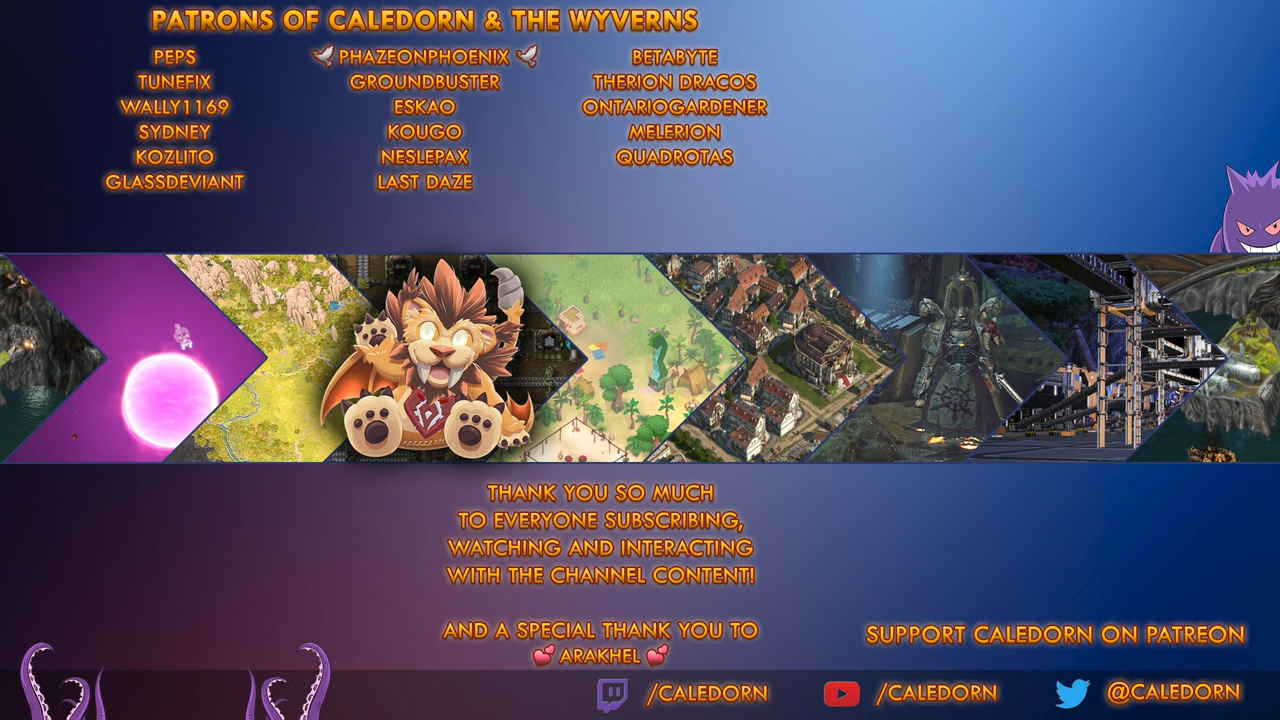 PATRONS OF CALEDORN & THE WYVERNS
PEPS
TUNEFIX
WALLY1169
SYDNEY
KOZLITO
GLASSDEVIANT
🕊 PHAZEONPHOENIX 🕊
GROUNDBUSTER
ESKAO
KOUGO
NESLEPAX
LAST DAZE
BETABYTE
THERION DRACOS
ONTARIOGARDENER
MELERION
QUADROTAS
THANK YOU SO MUCH
TO EVERYONE SUBSCRIBING,
WATCHING AND INTERACTING
WITH THE CHANNEL CONTENT!
AND A SPECIAL THANK YOU TO
💕 ARAKHEL 💕
SUPPORT CALEDORN ON PATREON
/CALEDORN
/CALEDORN
@CALEDORN